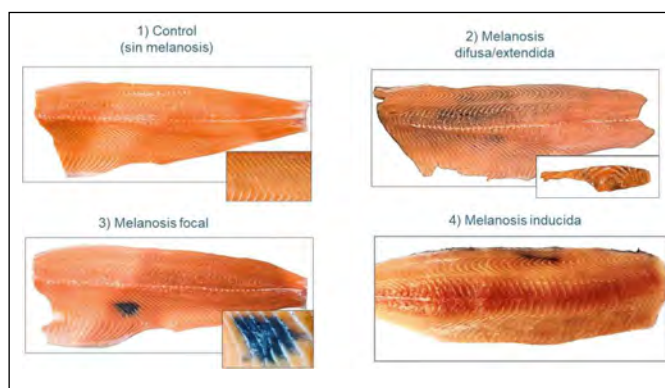 1) Control
(sin melanosis)
2) Melanosis
difusa/extendida
3) Melanosis focal
4) Melanosis inducida